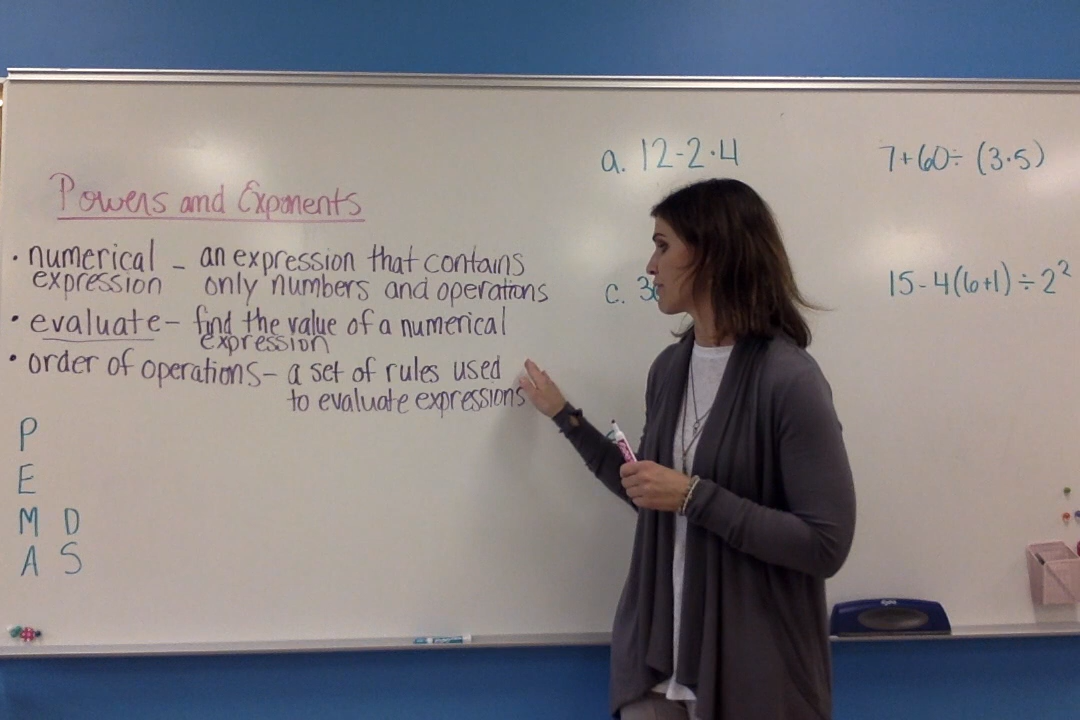 Powers and Exponents
• numerical - an expression that contains
expression only numbers and operations
• evaluate - find the value of a numerical
expression
• order of operations - a set of rules used
to evaluate expressions
P
E
M D
A S
a. 12-2·4
7+60÷ (3·5)
c.
15-4(6+1)÷2²